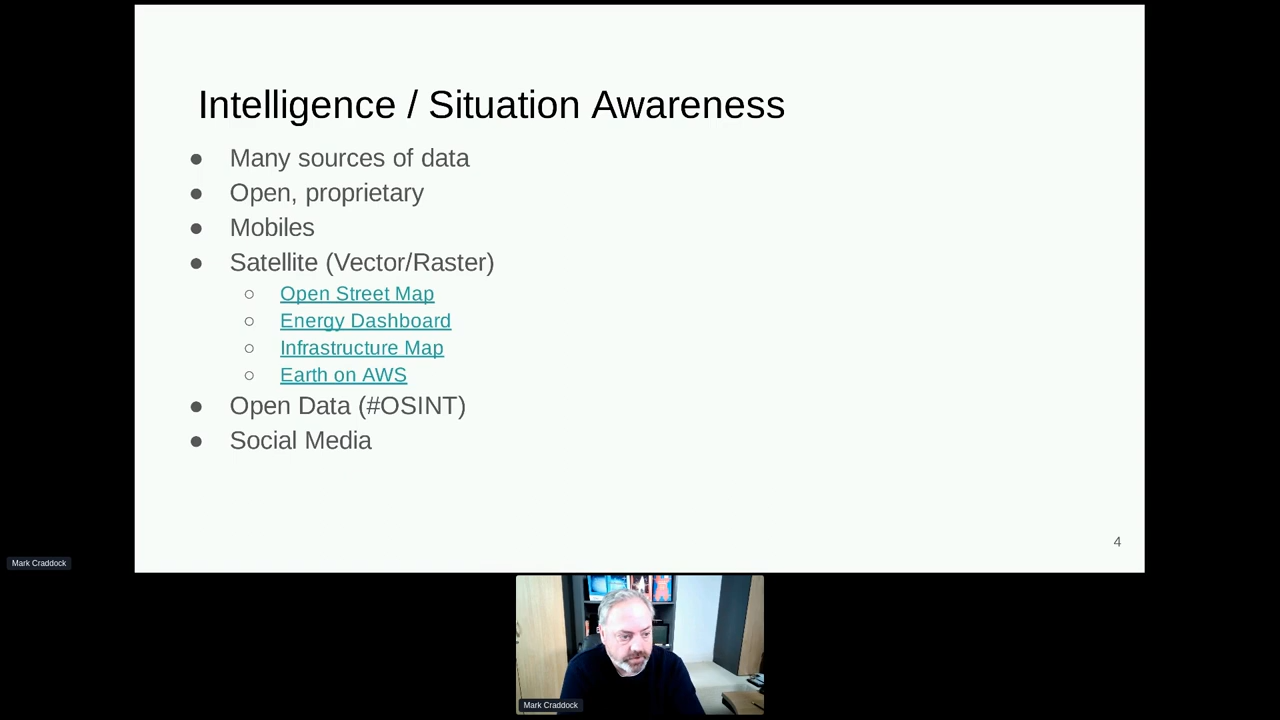 Intelligence / Situation Awareness
● Many sources of data
● Open, proprietary
● Mobiles
● Satellite (Vector/Raster)
○ Open Street Map
○ Energy Dashboard
○ Infrastructure Map
○ Earth on AWS
● Open Data (#OSINT)
● Social Media
4
Mark Craddock
Mark Craddock